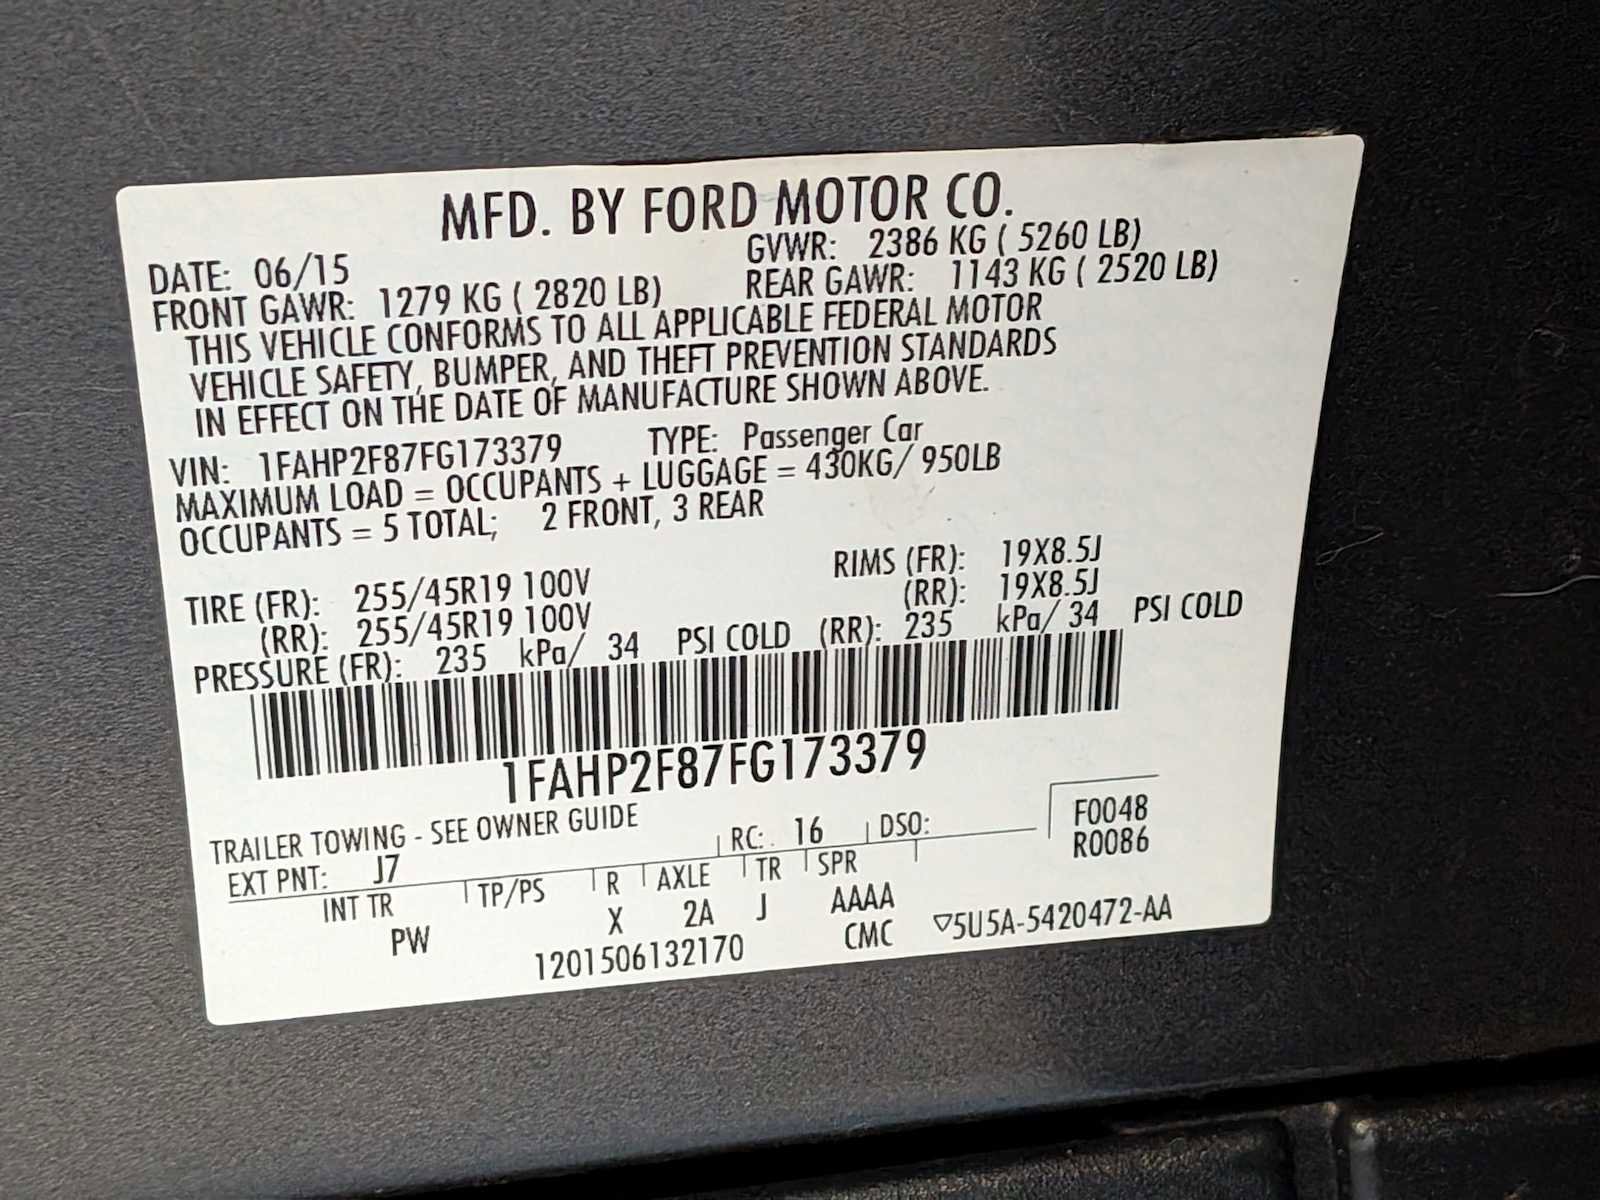 MFD. BY FORD MOTOR CO.
DATE: 06/15 GVWR: 2386 KG ( 5260 LB)
FRONT GAWR: 1279 KG ( 2820 LB) REAR GAWR: 1143 KG ( 2520 LB)
THIS VEHICLE CONFORMS TO ALL APPLICABLE FEDERAL MOTOR
VEHICLE SAFETY, BUMPER, AND THEFT PREVENTION STANDARDS
IN EFFECT ON THE DATE OF MANUFACTURE SHOWN ABOVE.
VIN: 1FAHP2F87FG173379 TYPE: Passenger Car
MAXIMUM LOAD = OCCUPANTS + LUGGAGE = 430KG/ 950LB
OCCUPANTS = 5 TOTAL; 2 FRONT, 3 REAR
TIRE (FR): 255/45R19 100V RIMS (FR): 19X8.5J
(RR): 255/45R19 100V (RR): 19X8.5J
PRESSURE (FR): 235 kPa/ 34 PSI COLD (RR): 235 kPa/ 34 PSI COLD
1FAHP2F87FG173379
TRAILER TOWING - SEE OWNER GUIDE
EXT PNT: J7 RC: 16 DSO: F0048
R0086
INT TR TP/PS R AXLE TR SPR
PW X 2A J AAAA
1201506132170 CMC ▽5U5A-5420472-AA